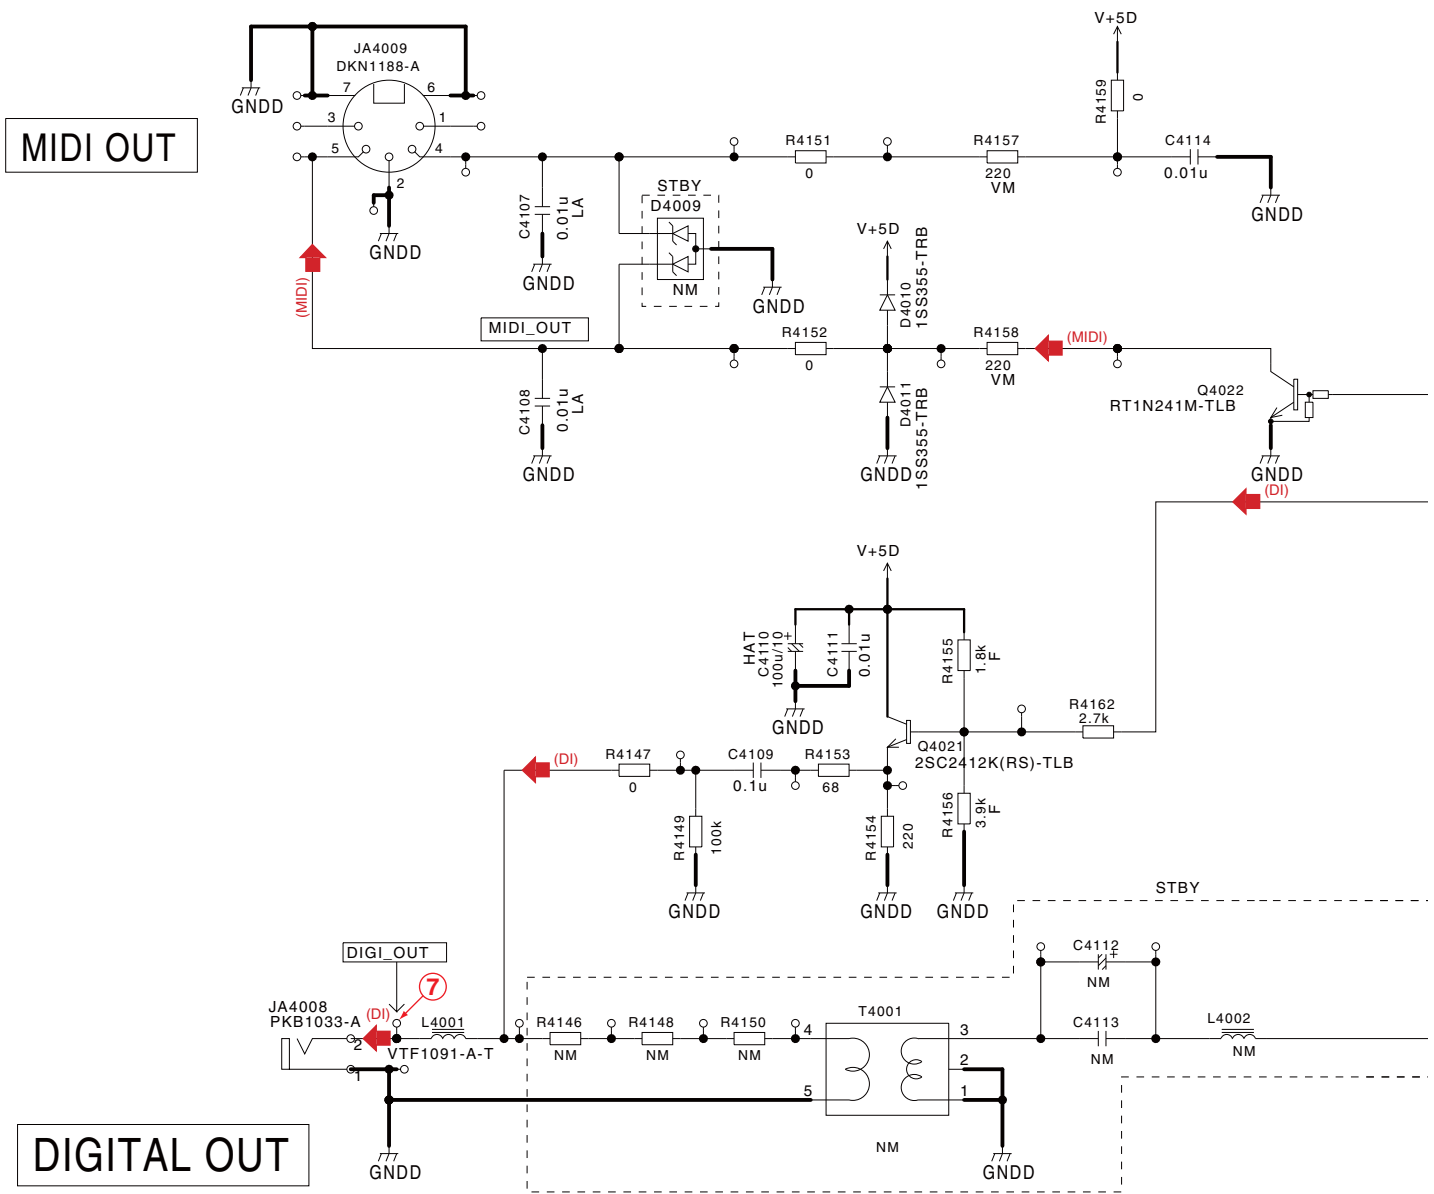 MIDI OUT
GNDD
JA4009
DKN1188-A
7
6
3
1
5
4
2
GNDD
(MIDI)
C4107
0.01u
LA
GNDD
STBY
D4009
NM
GNDD
R4151
0
R4157
220
VM
V+5D
R4159
0
C4114
0.01u
GNDD
MIDI_OUT
C4108
0.01u
LA
GNDD
R4152
0
V+5D
D4010
1SS355-TRB
D4011
1SS355-TRB
GNDD
R4158
220
VM
(MIDI)
Q4022
RT1N241M-TLB
GNDD
(DI)
V+5D
HAT
C4110
100u/10
+
C4111
0.01u
GNDD
R4155
1.8k
F
R4162
2.7k
Q4021
2SC2412K(RS)-TLB
(DI)
R4147
0
C4109
0.1u
R4153
68
R4149
100k
GNDD
R4154
220
GNDD
R4156
3.9k
F
GNDD
STBY
DIGI_OUT
7
JA4008
PKB1033-A
(DI)
2
1
L4001
VTF1091-A-T
R4146
NM
R4148
NM
R4150
NM
T4001
4
5
3
2
1
NM
C4112
+
NM
C4113
NM
L4002
NM
GNDD
GNDD
DIGITAL OUT